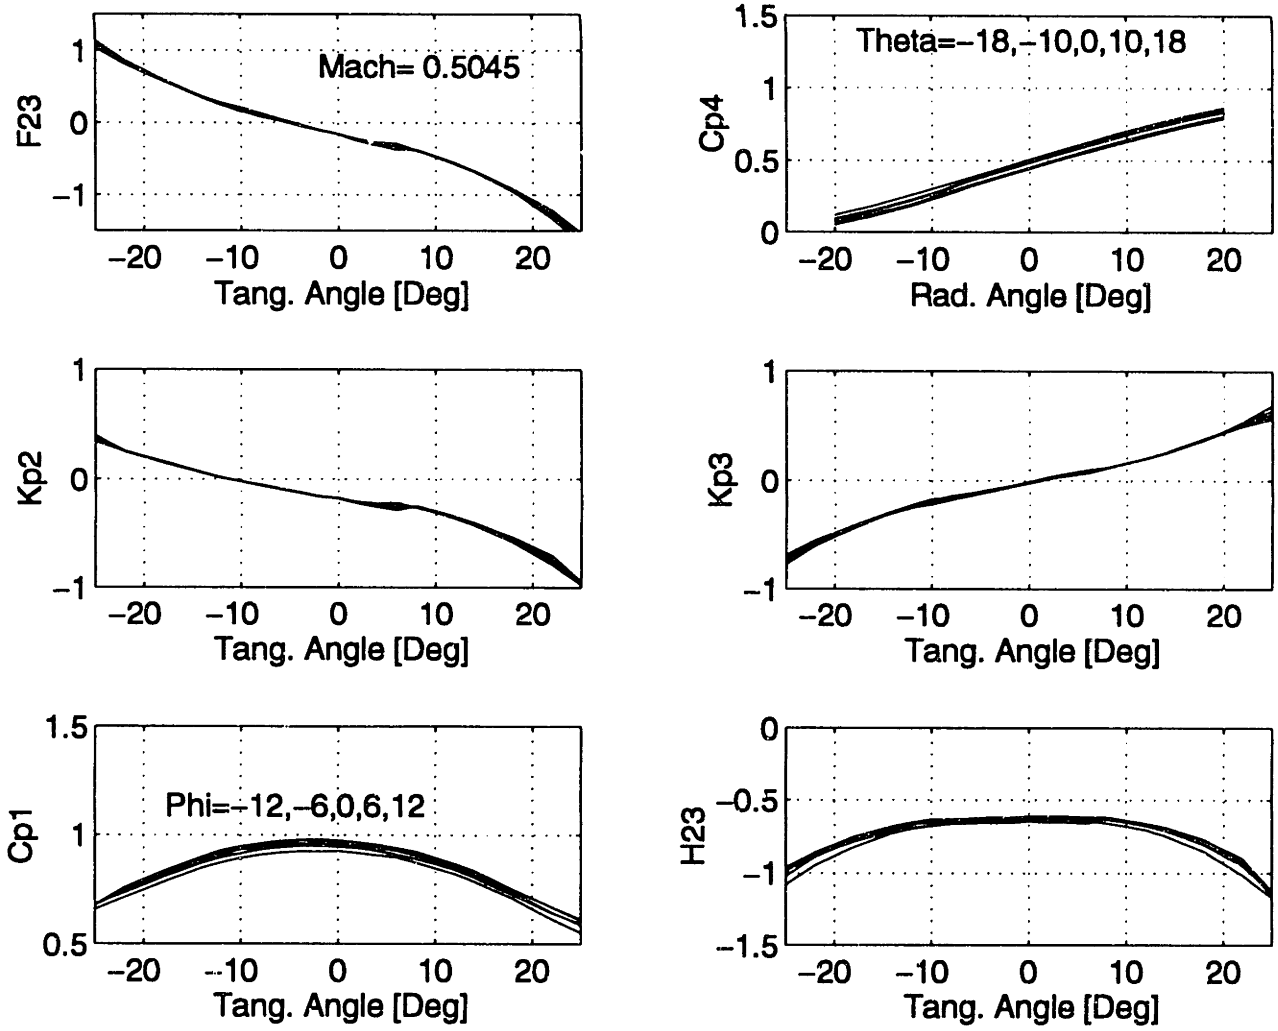 F23
1
0
−1
Mach= 0.5045
−20 −10 0 10 20
Tang. Angle [Deg]
Cp4
1.5
1
0.5
0
Theta=−18,−10,0,10,18
−20 −10 0 10 20
Rad. Angle [Deg]
Kp2
1
0
−1
−20 −10 0 10 20
Tang. Angle [Deg]
Kp3
1
0
−1
−20 −10 0 10 20
Tang. Angle [Deg]
Cp1
1.5
1
0.5
Phi=−12,−6,0,6,12
−20 −10 0 10 20
Tang. Angle [Deg]
H23
0
−0.5
−1
−1.5
−20 −10 0 10 20
Tang. Angle [Deg]